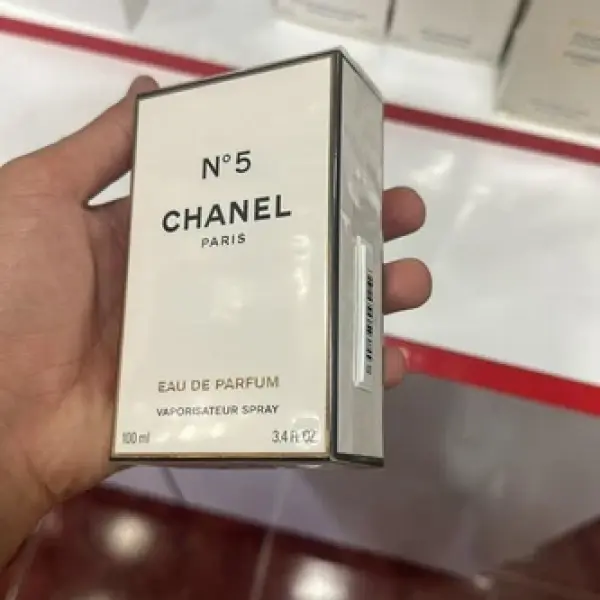 N°5
CHANEL
PARIS
EAU DE PARFUM
VAPORISATEUR SPRAY
100 ml
3.4 FL. OZ.